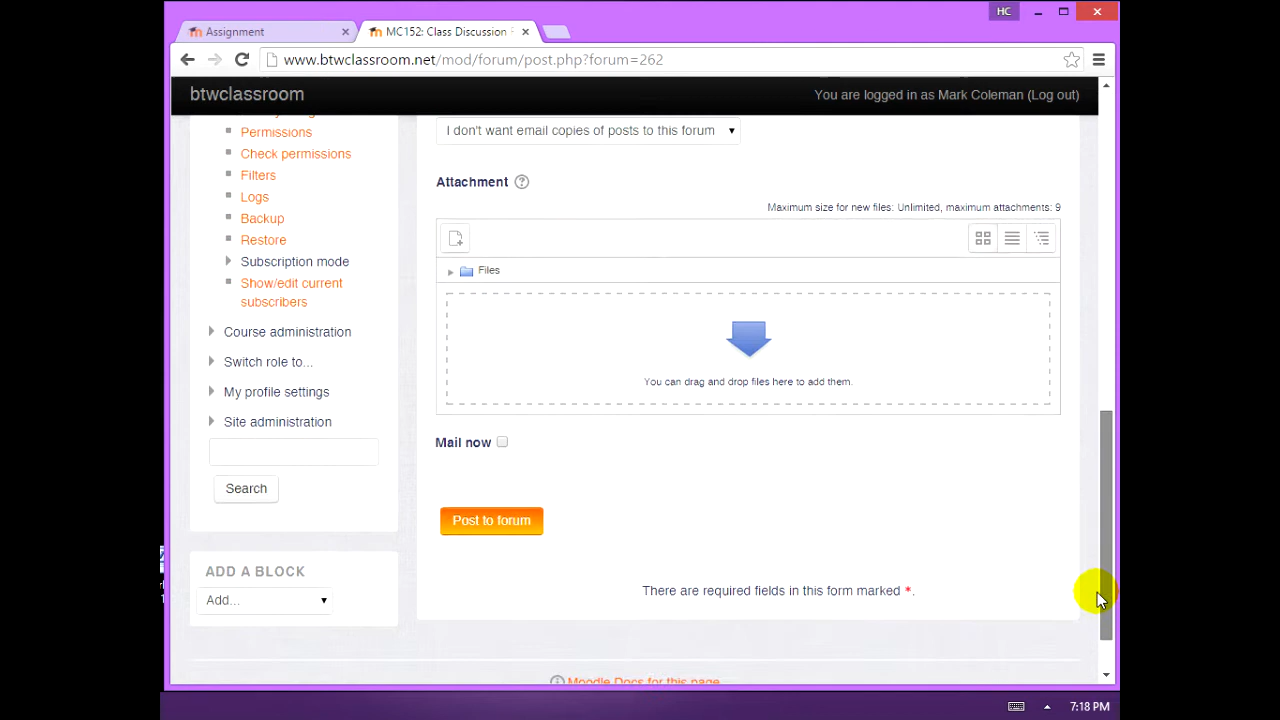 HC
Assignment
MC152: Class Discussion
www.btwclassroom.net/mod/forum/post.php?forum=262
btwclassroom
You are logged in as Mark Coleman (Log out)
Permissions
Check permissions
Filters
Logs
Backup
Restore
Subscription mode
Show/edit current
subscribers
Course administration
Switch role to...
My profile settings
Site administration
Search
ADD A BLOCK
Add...
I don't want email copies of posts to this forum
Attachment
Maximum size for new files: Unlimited, maximum attachments: 9
Files
You can drag and drop files here to add them.
Mail now
Post to forum
There are required fields in this form marked *.
Moodle Docs for this page
7:18 PM